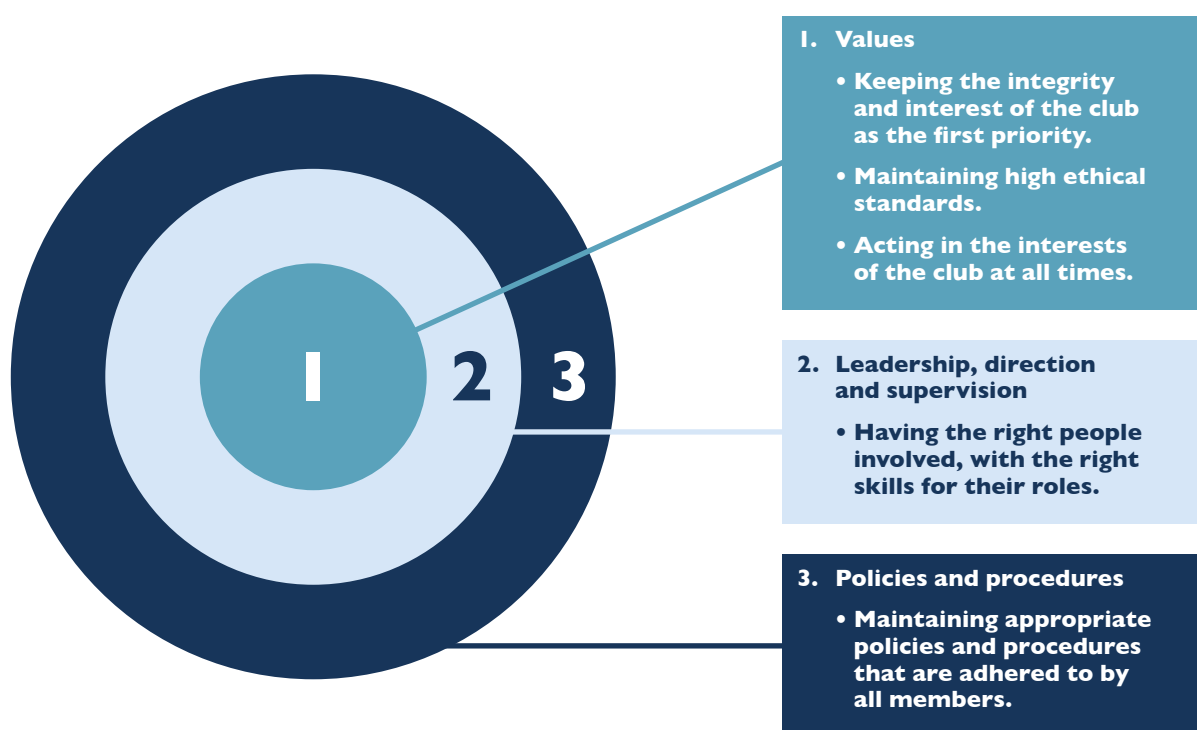 1
2
3
1. Values
• Keeping the integrity
and interest of the club
as the first priority.
• Maintaining high ethical
standards.
• Acting in the interests
of the club at all times.
2. Leadership, direction
and supervision
• Having the right people
involved, with the right
skills for their roles.
3. Policies and procedures
• Maintaining appropriate
policies and procedures
that are adhered to by
all members.